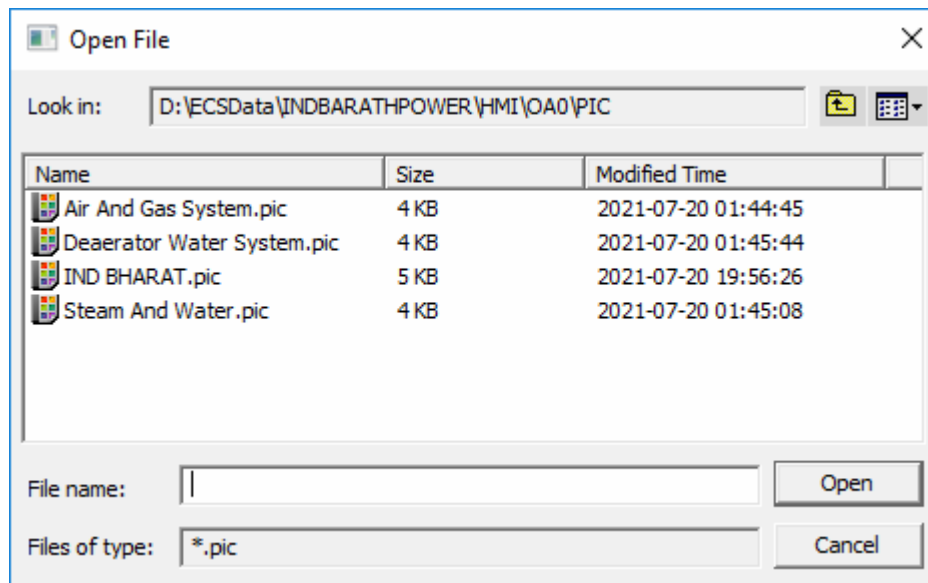 Open File
Look in: D:\ECSData\INDBARATHPOWER\HMI\OA0\PIC
Name Size Modified Time
Air And Gas System.pic 4 KB 2021-07-20 01:44:45
Deaerator Water System.pic 4 KB 2021-07-20 01:45:44
IND BHARAT.pic 5 KB 2021-07-20 19:56:26
Steam And Water.pic 4 KB 2021-07-20 01:45:08
File name: Open
Files of type: *.pic Cancel